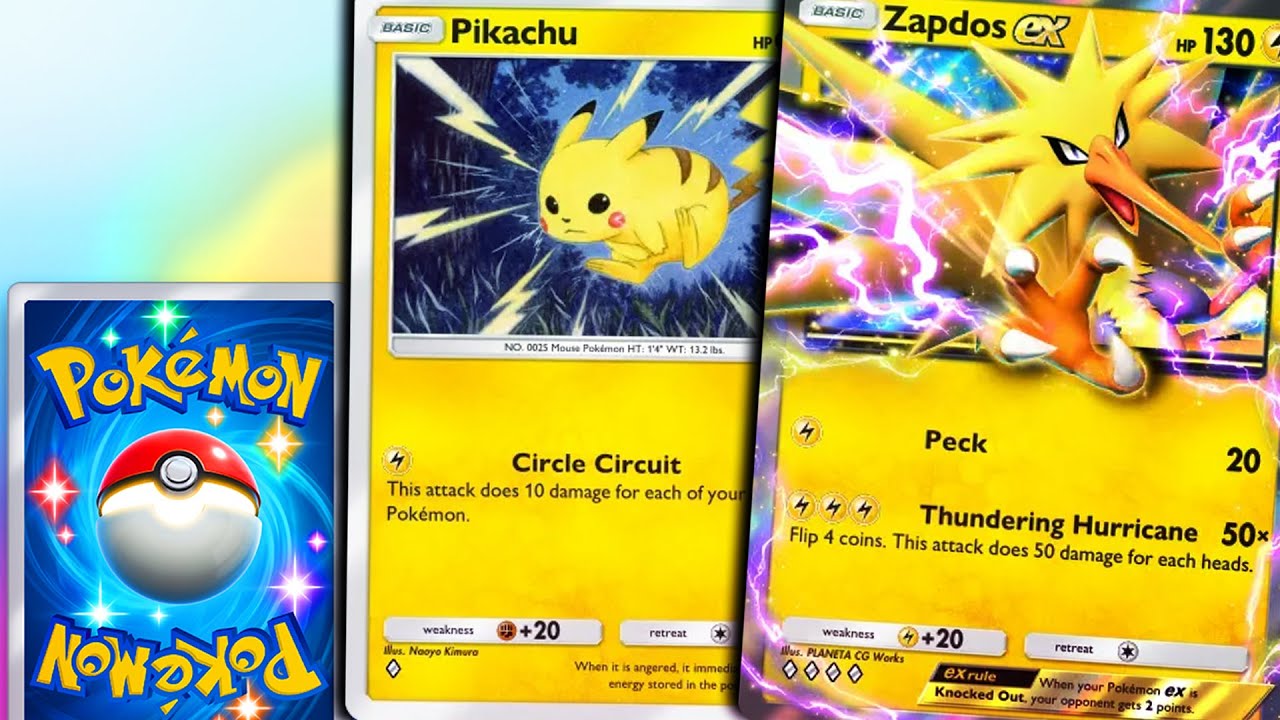 POKéMON
POKéMON
BASIC Pikachu HP
NO. 0025 Mouse Pokémon HT: 1'4" WT: 13.2 lbs.
Circle Circuit
This attack does 10 damage for each of your
Pokémon.
weakness +20 retreat
Illus. Naoyo Kimura
When it is angered, it immed
energy stored in the po
BASIC Zapdos ex HP 130
Peck 20
Thundering Hurricane 50×
Flip 4 coins. This attack does 50 damage for each heads.
weakness +20 retreat
Illus. PLANETA CG Works
ex rule When your Pokémon ex is
Knocked Out, your opponent gets 2 points.